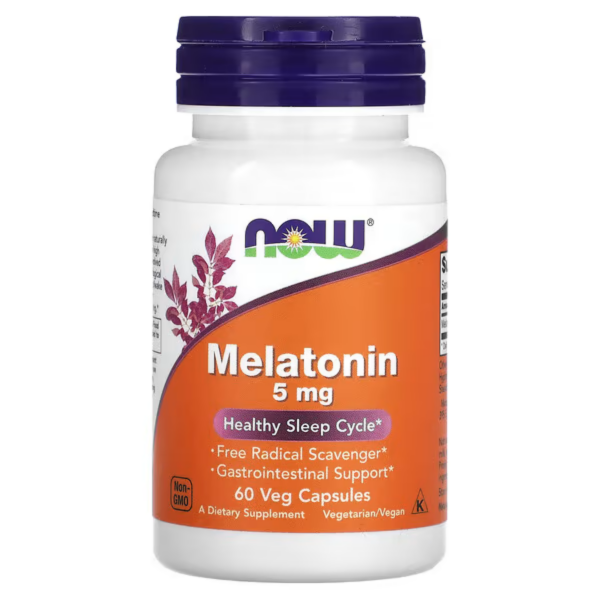 NOW®
Melatonin
5 mg
Healthy Sleep Cycle*
• Free Radical Scavenger*
• Gastrointestinal Support*
60 Veg Capsules
Non-
GMO
A Dietary Supplement
Vegetarian/Vegan
K